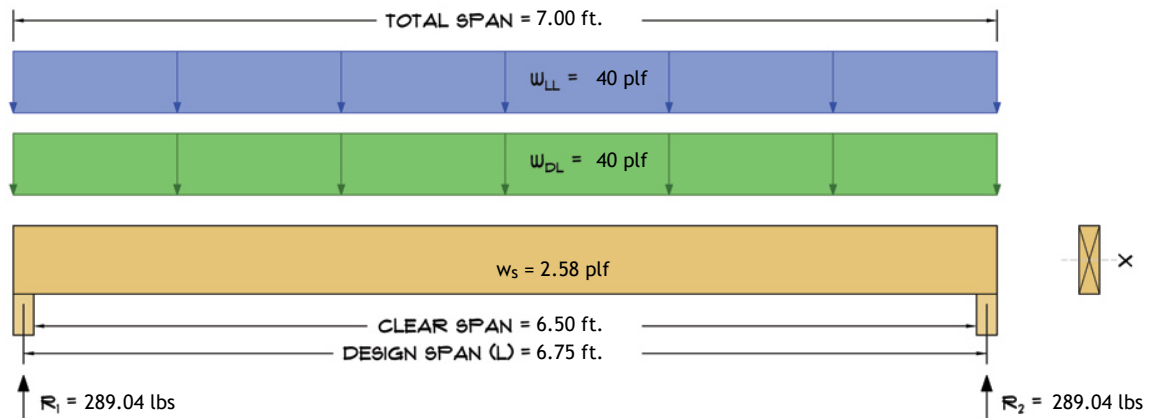 TOTAL SPAN = 7.00 ft.
WLL = 40 plf
WDL = 40 plf
ws = 2.58 plf
X
CLEAR SPAN = 6.50 ft.
DESIGN SPAN (L) = 6.75 ft.
R1 = 289.04 lbs
R2 = 289.04 lbs